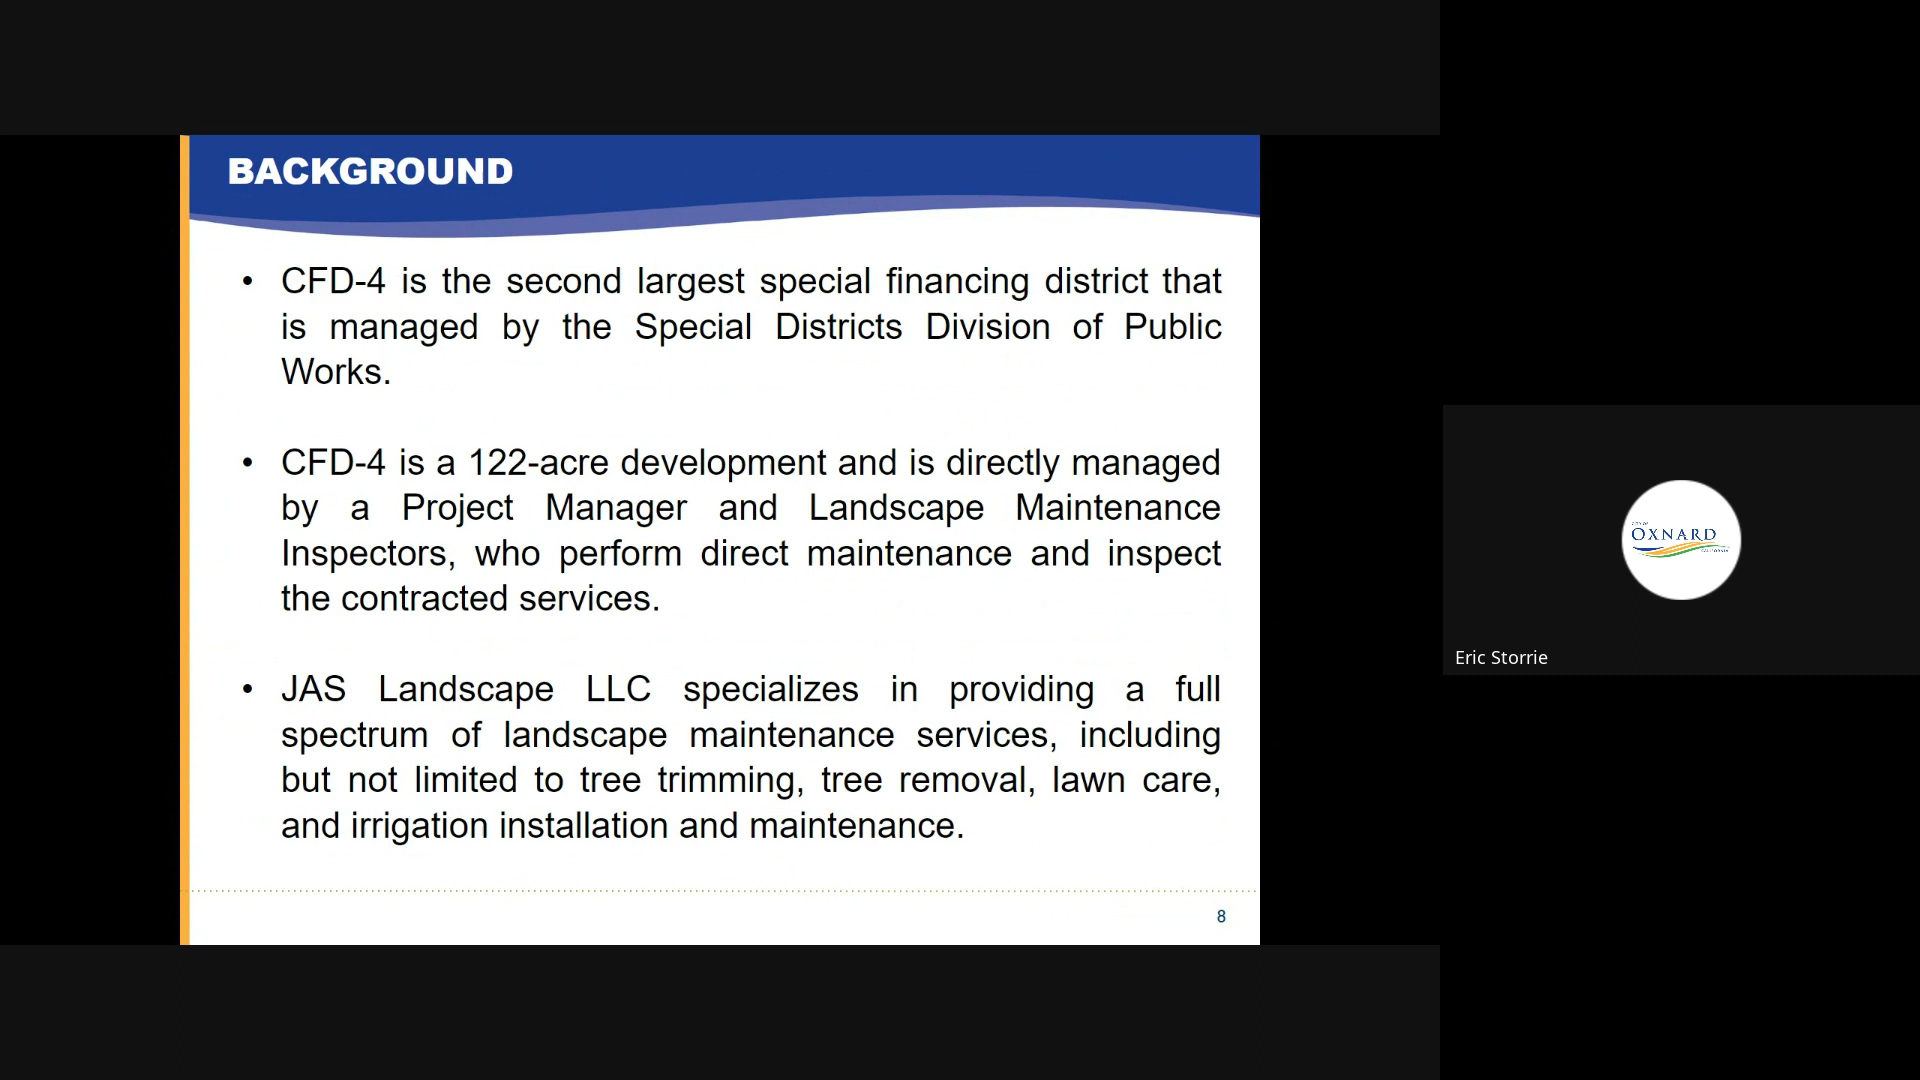 BACKGROUND
• CFD-4 is the second largest special financing district that
is managed by the Special Districts Division of Public
Works.
• CFD-4 is a 122-acre development and is directly managed
by a Project Manager and Landscape Maintenance
Inspectors, who perform direct maintenance and inspect
the contracted services.
• JAS Landscape LLC specializes in providing a full
spectrum of landscape maintenance services, including
but not limited to tree trimming, tree removal, lawn care,
and irrigation installation and maintenance.
8
OXNARD
Eric Storrie